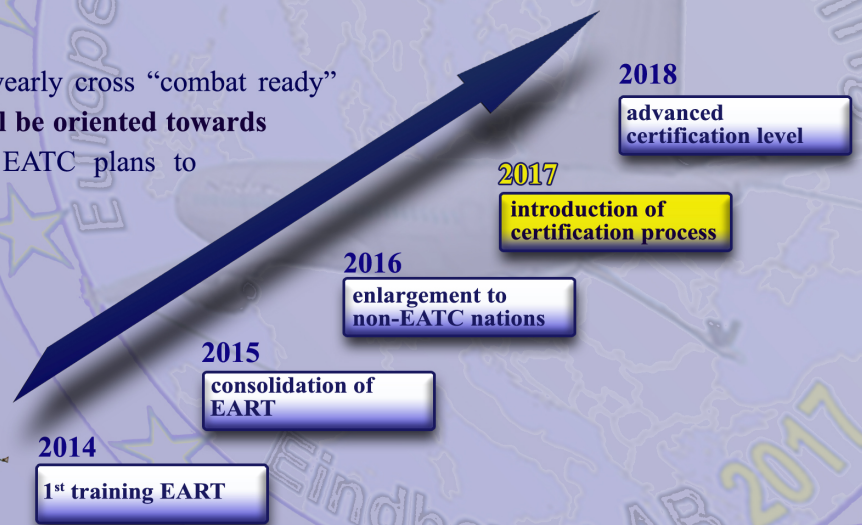 yearly cross “combat ready”
be oriented towards
EATC plans to
2018
advanced
certification level
2017
introduction of
certification process
2016
enlargement to
non-EATC nations
2015
consolidation of
EART
2014
1st training EART
2017